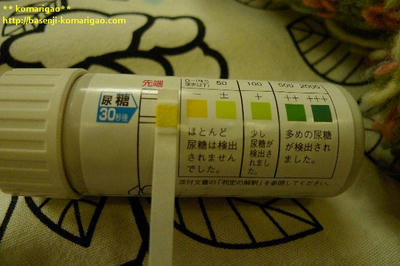 ** komarigao**
http://basenji-komarigao.com/
先端
尿糖
30秒後
50
100
500
2000
－
±
＋
++
+++
ほとんど
尿糖は検出
されません
でした。
少し
尿糖が
検出さ
れました。
多めの尿糖
が検出され
ました。
添付文書の「判定の解釈」を参照してください。